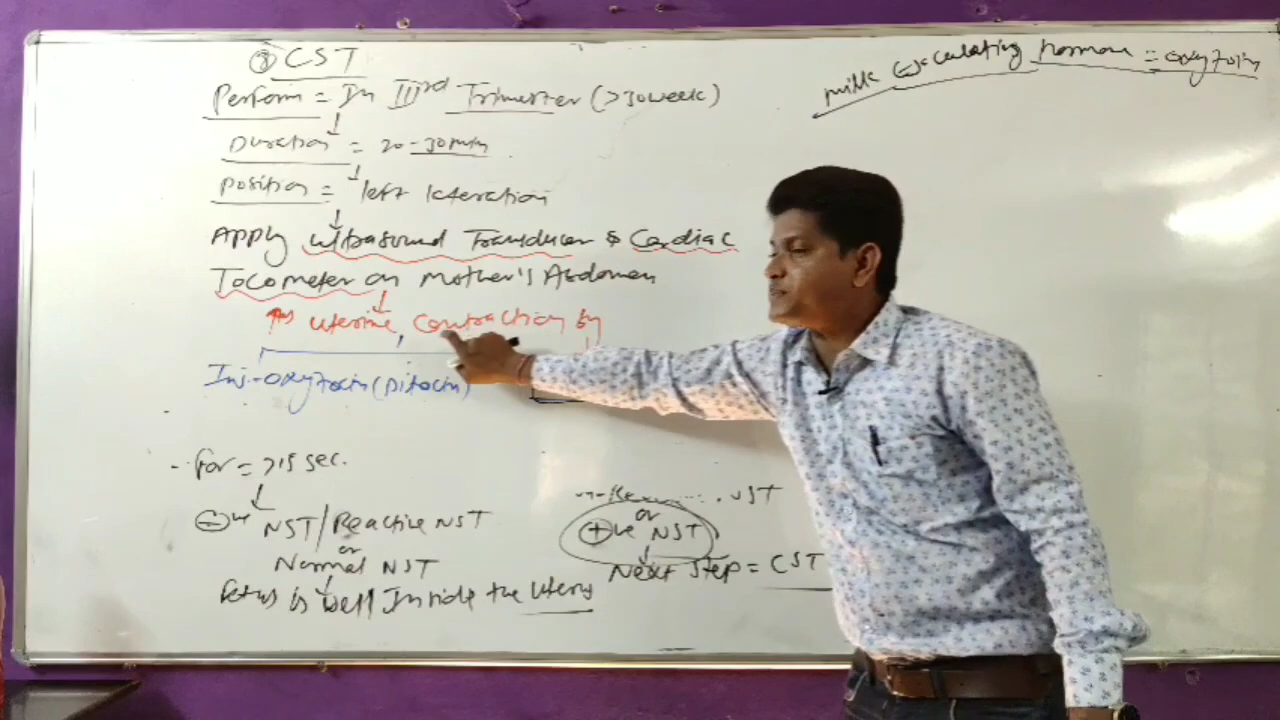 ③ CST
Perform = In IIIrd Trimester (>30 week)
Duration = 20-30 min
Position = left lateration
Apply ultrasound Transducer & Cardiac
Tocometer on Mother's Abdomen
↑es uterine contraction by
Inj.-oxytocin (Pitocin)
For = >15 sec.
⊖ve NST/Reactive NST
or
Normal NST
fetus is well Inside the uterus
NST
or
⊕ve NST
Next Step = CST
milk hormone = oxytocin